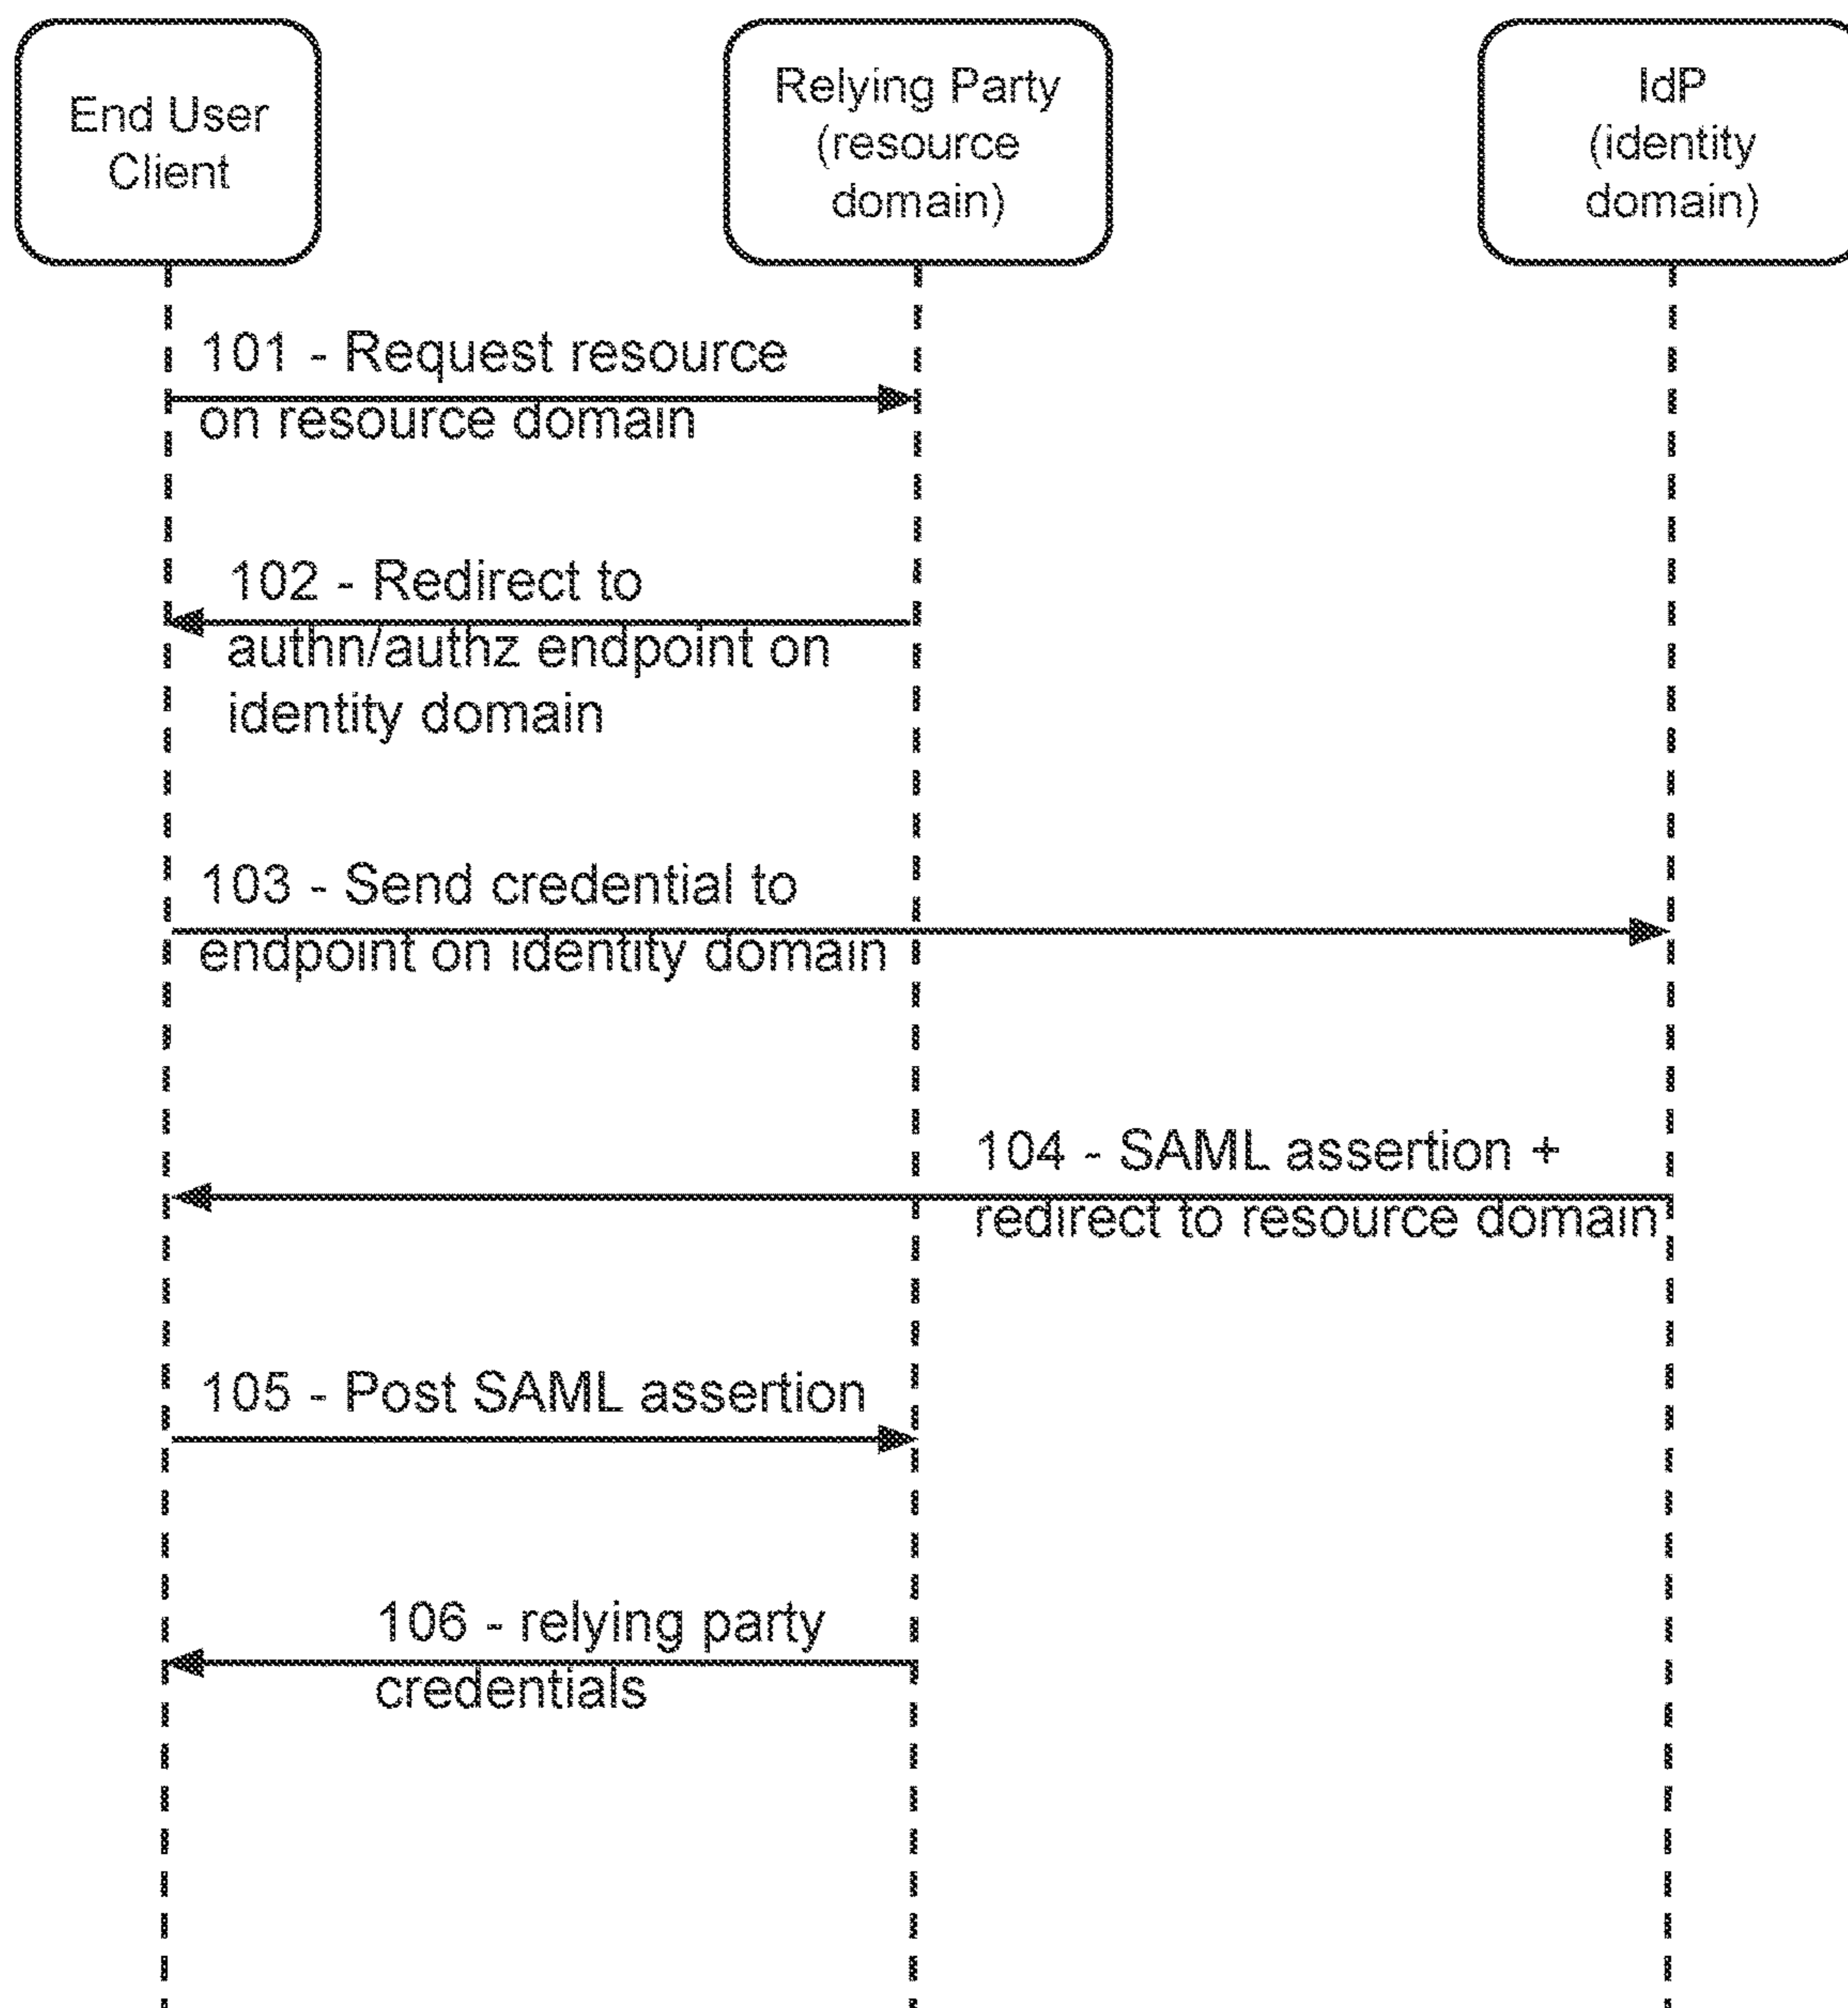 End User
Client
Relying Party
(resource
domain)
IdP
(identity
domain)
101 - Request resource
on resource domain
102 - Redirect to
authn/authz endpoint on
identity domain
103 - Send credential to
endpoint on identity domain
104 - SAML assertion +
redirect to resource domain
105 - Post SAML assertion
106 - relying party
credentials